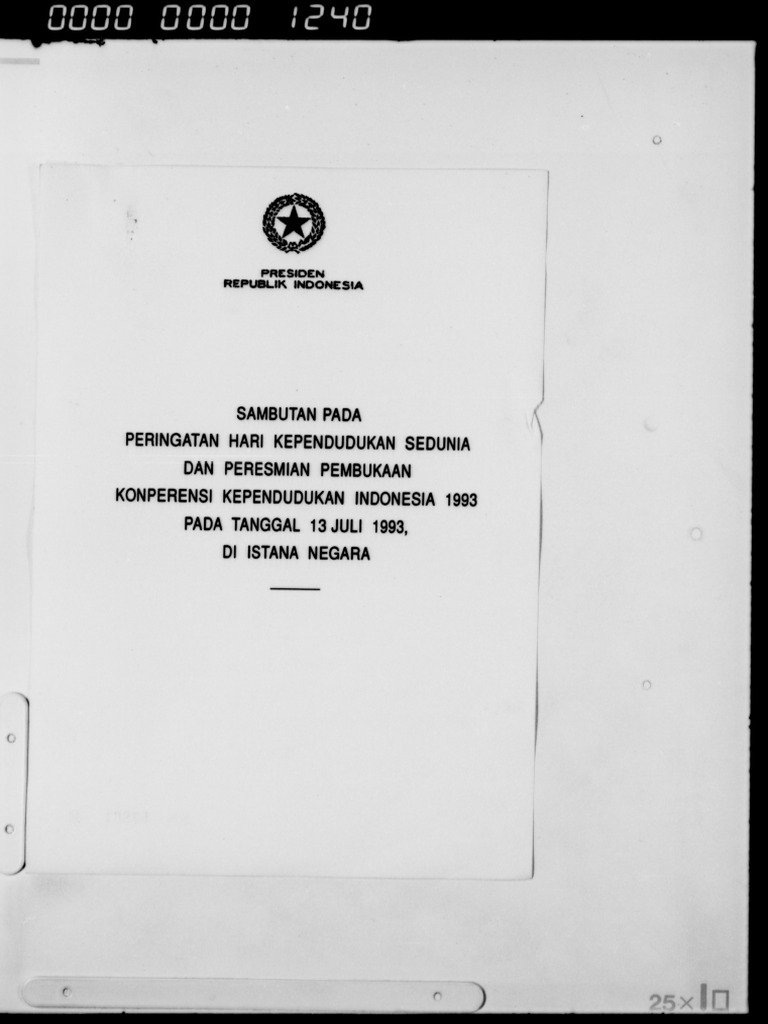 0000 0000 1240
PRESIDEN
REPUBLIK INDONESIA
SAMBUTAN PADA
PERINGATAN HARI KEPENDUDUKAN SEDUNIA
DAN PERESMIAN PEMBUKAAN
KONPERENSI KEPENDUDUKAN INDONESIA 1993
PADA TANGGAL 13 JULI 1993,
DI ISTANA NEGARA
25×